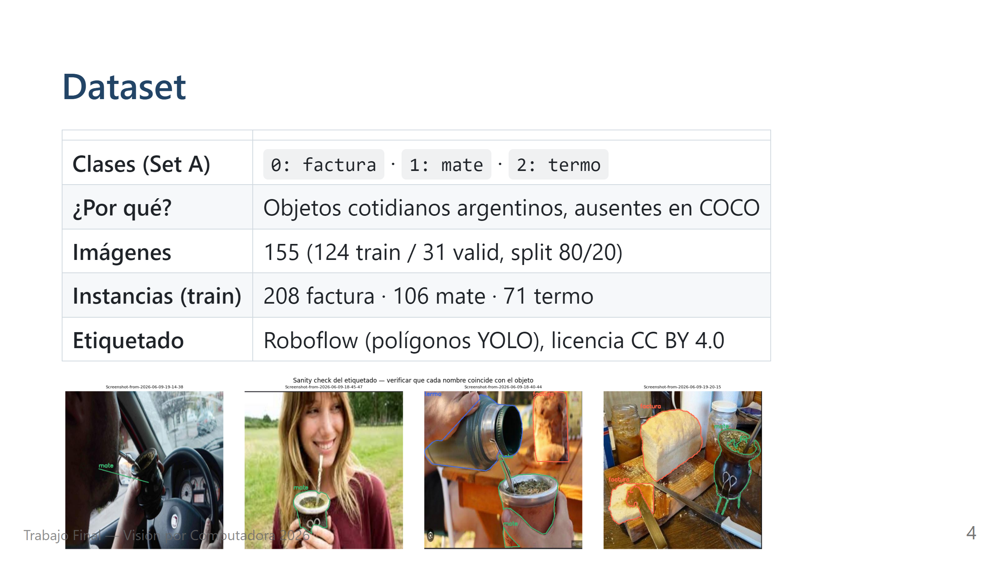 Dataset
Clases (Set A) 0: factura · 1: mate · 2: termo
¿Por qué? Objetos cotidianos argentinos, ausentes en COCO
Imágenes 155 (124 train / 31 valid, split 80/20)
Instancias (train) 208 factura · 106 mate · 71 termo
Etiquetado Roboflow (polígonos YOLO), licencia CC BY 4.0
Sanity check del etiquetado — verificar que cada nombre coincide con el objeto
Screenshot-from-2026-06-09-19-14-38
Screenshot-from-2026-06-09-18-45-47
Screenshot-from-2026-06-09-18-40-44
Screenshot-from-2026-06-09-19-20-15
mate
mate
termo
factura
mate
mate
factura
mate
factura
Trabajo Final — Visión por Computadora 2026
4